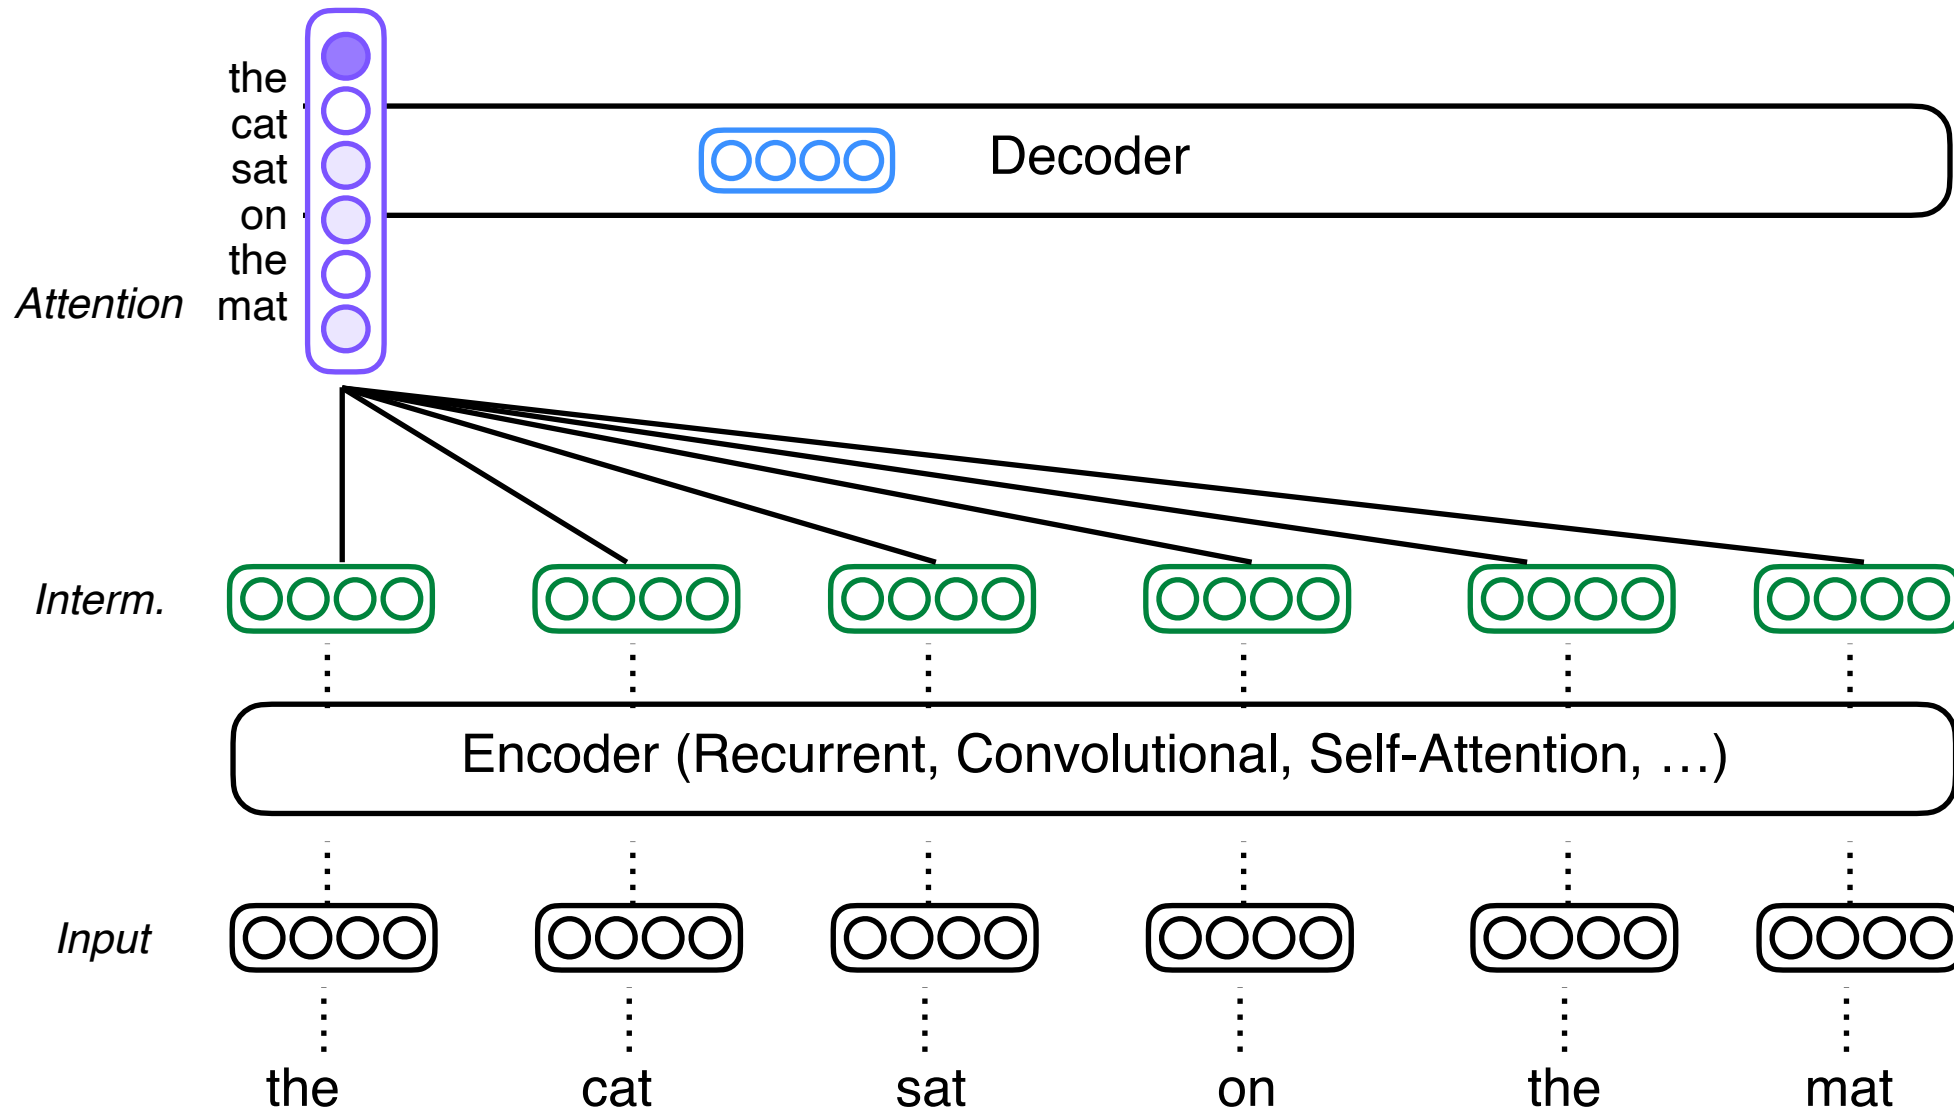 the
cat
sat
on
the
mat
Decoder
Attention
Interm.
Encoder (Recurrent, Convolutional, Self-Attention, …)
Input
the cat sat on the mat